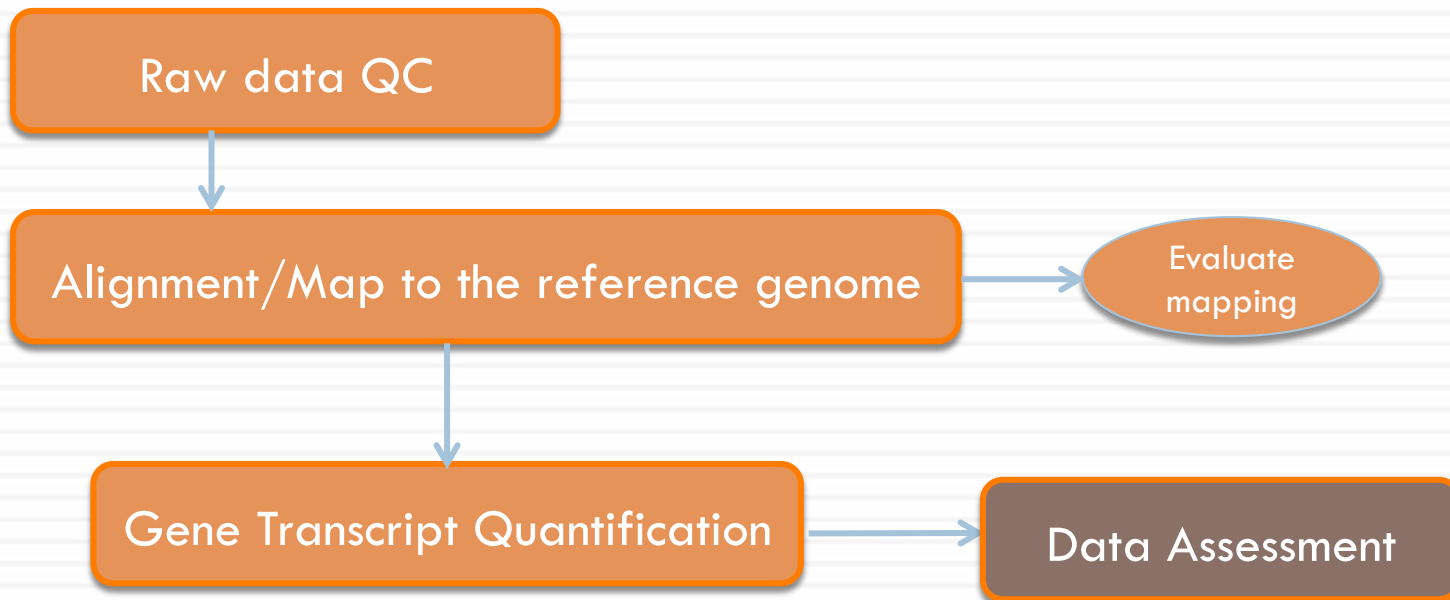 Raw data QC
Alignment/Map to the reference genome
Evaluate
mapping
Gene Transcript Quantification
Data Assessment